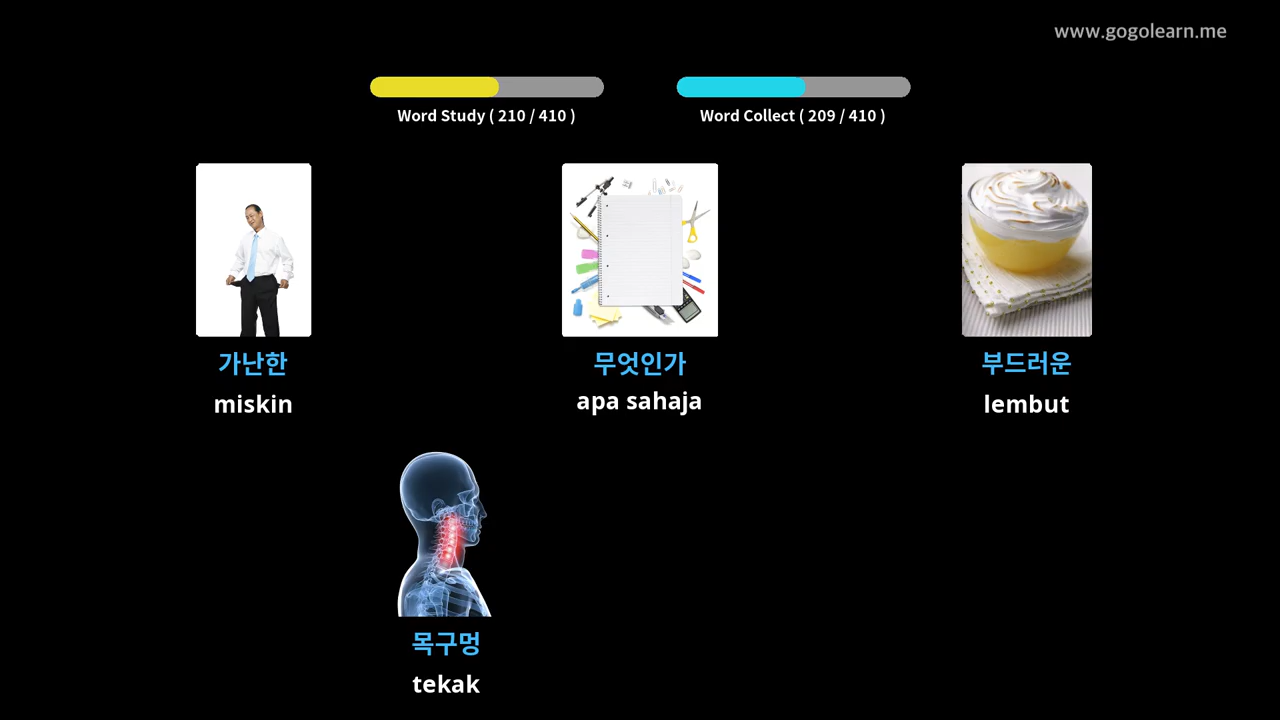 www.gogolearn.me
Word Study ( 210 / 410 )
Word Collect ( 209 / 410 )
가난한
miskin
무엇인가
apa sahaja
부드러운
lembut
목구멍
tekak